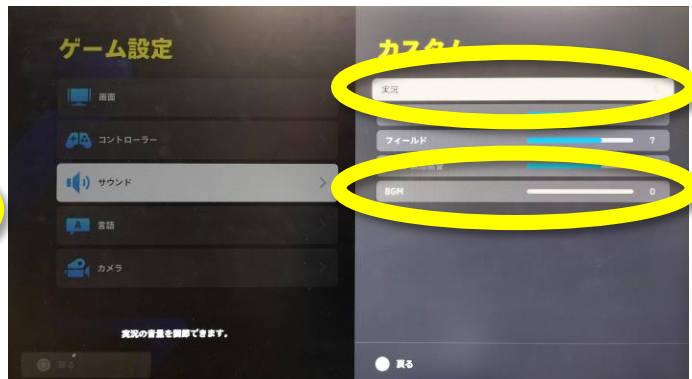 ゲーム設定
画面
コントローラー
サウンド
言語
カメラ
実況の音量を調節できます。
戻る
カスタム
実況
フィールド 7
BGM 0
戻る